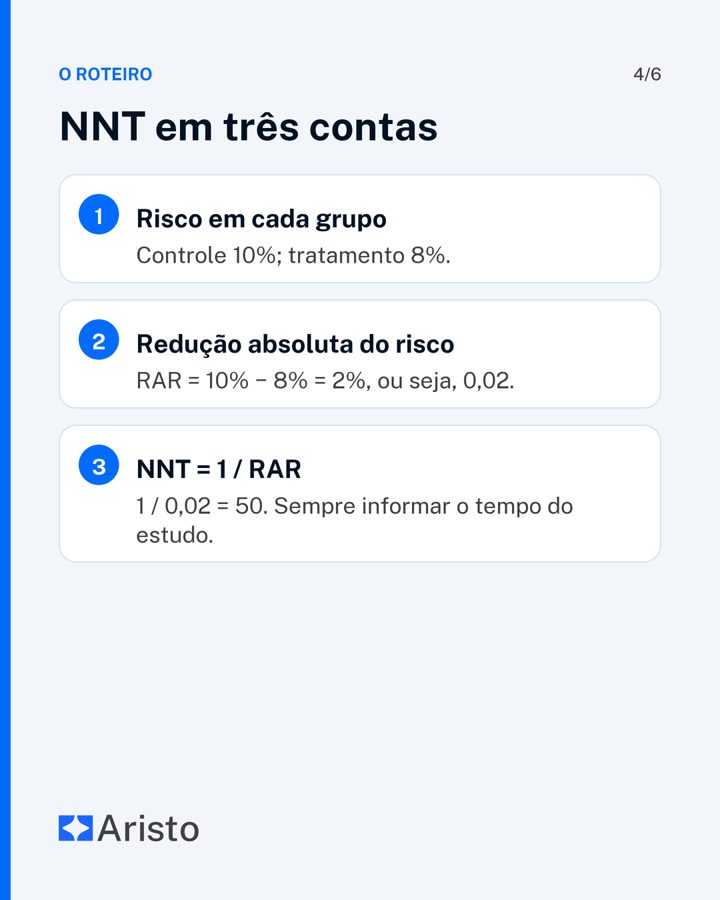 O ROTEIRO
4/6
NNT em três contas
1
Risco em cada grupo
Controle 10%; tratamento 8%.
2
Redução absoluta do risco
RAR = 10% − 8% = 2%, ou seja, 0,02.
3
NNT = 1 / RAR
1 / 0,02 = 50. Sempre informar o tempo do
estudo.
Aristo